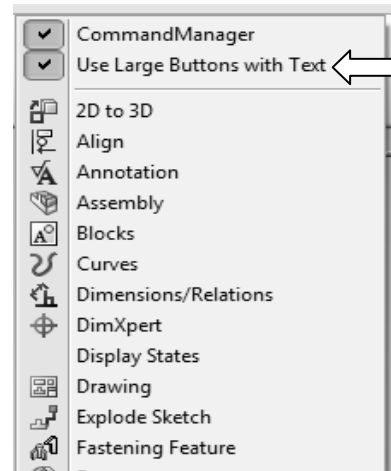 CommandManager
Use Large Buttons with Text
2D to 3D
Align
Annotation
Assembly
Blocks
Curves
Dimensions/Relations
DimXpert
Display States
Drawing
Explode Sketch
Fastening Feature